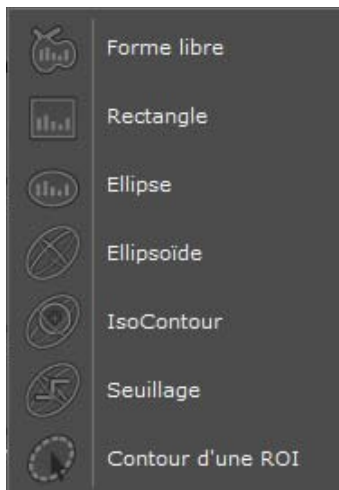 Forme libre
Rectangle
Ellipse
Ellipsoïde
IsoContour
Seuillage
Contour d'une ROI